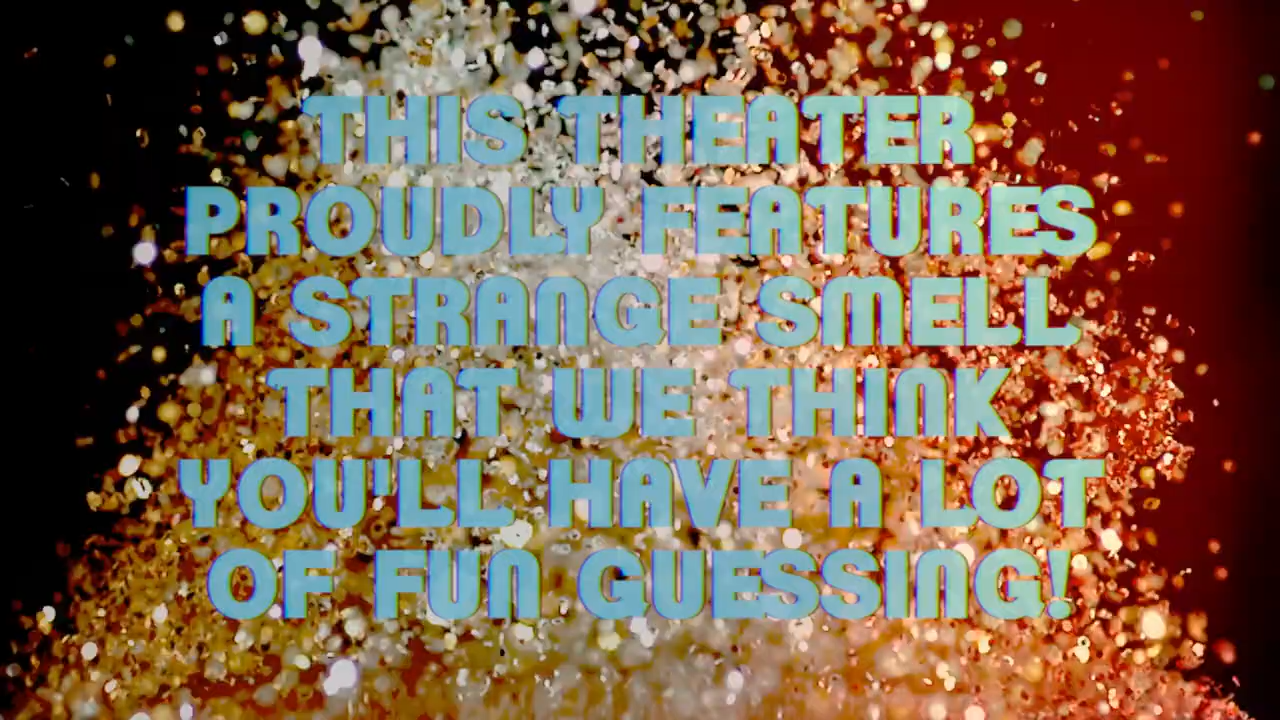 THIS THEATER
PROUDLY FEATURES
A STRANGE SMELL
THAT WE THINK
YOU'LL HAVE A LOT
OF FUN GUESSING!